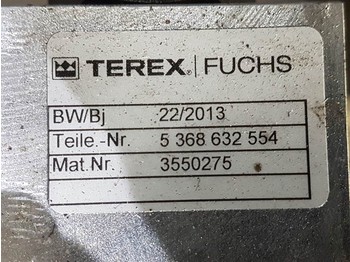 TEREX | FUCHS
BW/Bj 22/2013
Teile.-Nr. 5 368 632 554
Mat.Nr. 3550275